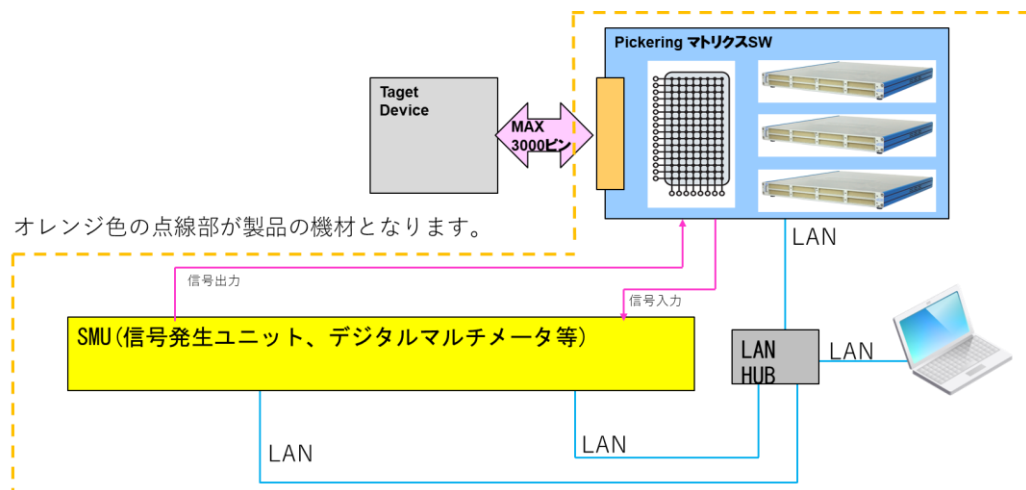 Pickering マトリクスSW
Taget
Device
MAX
3000ピン
オレンジ色の点線部が製品の機材となります。
LAN
信号出力
信号入力
SMU(信号発生ユニット、デジタルマルチメータ等)
LAN
HUB
LAN
LAN
LAN